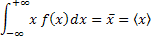 ∫_{-∞}^{+∞} x f(x) dx = x̄ = ⟨x⟩